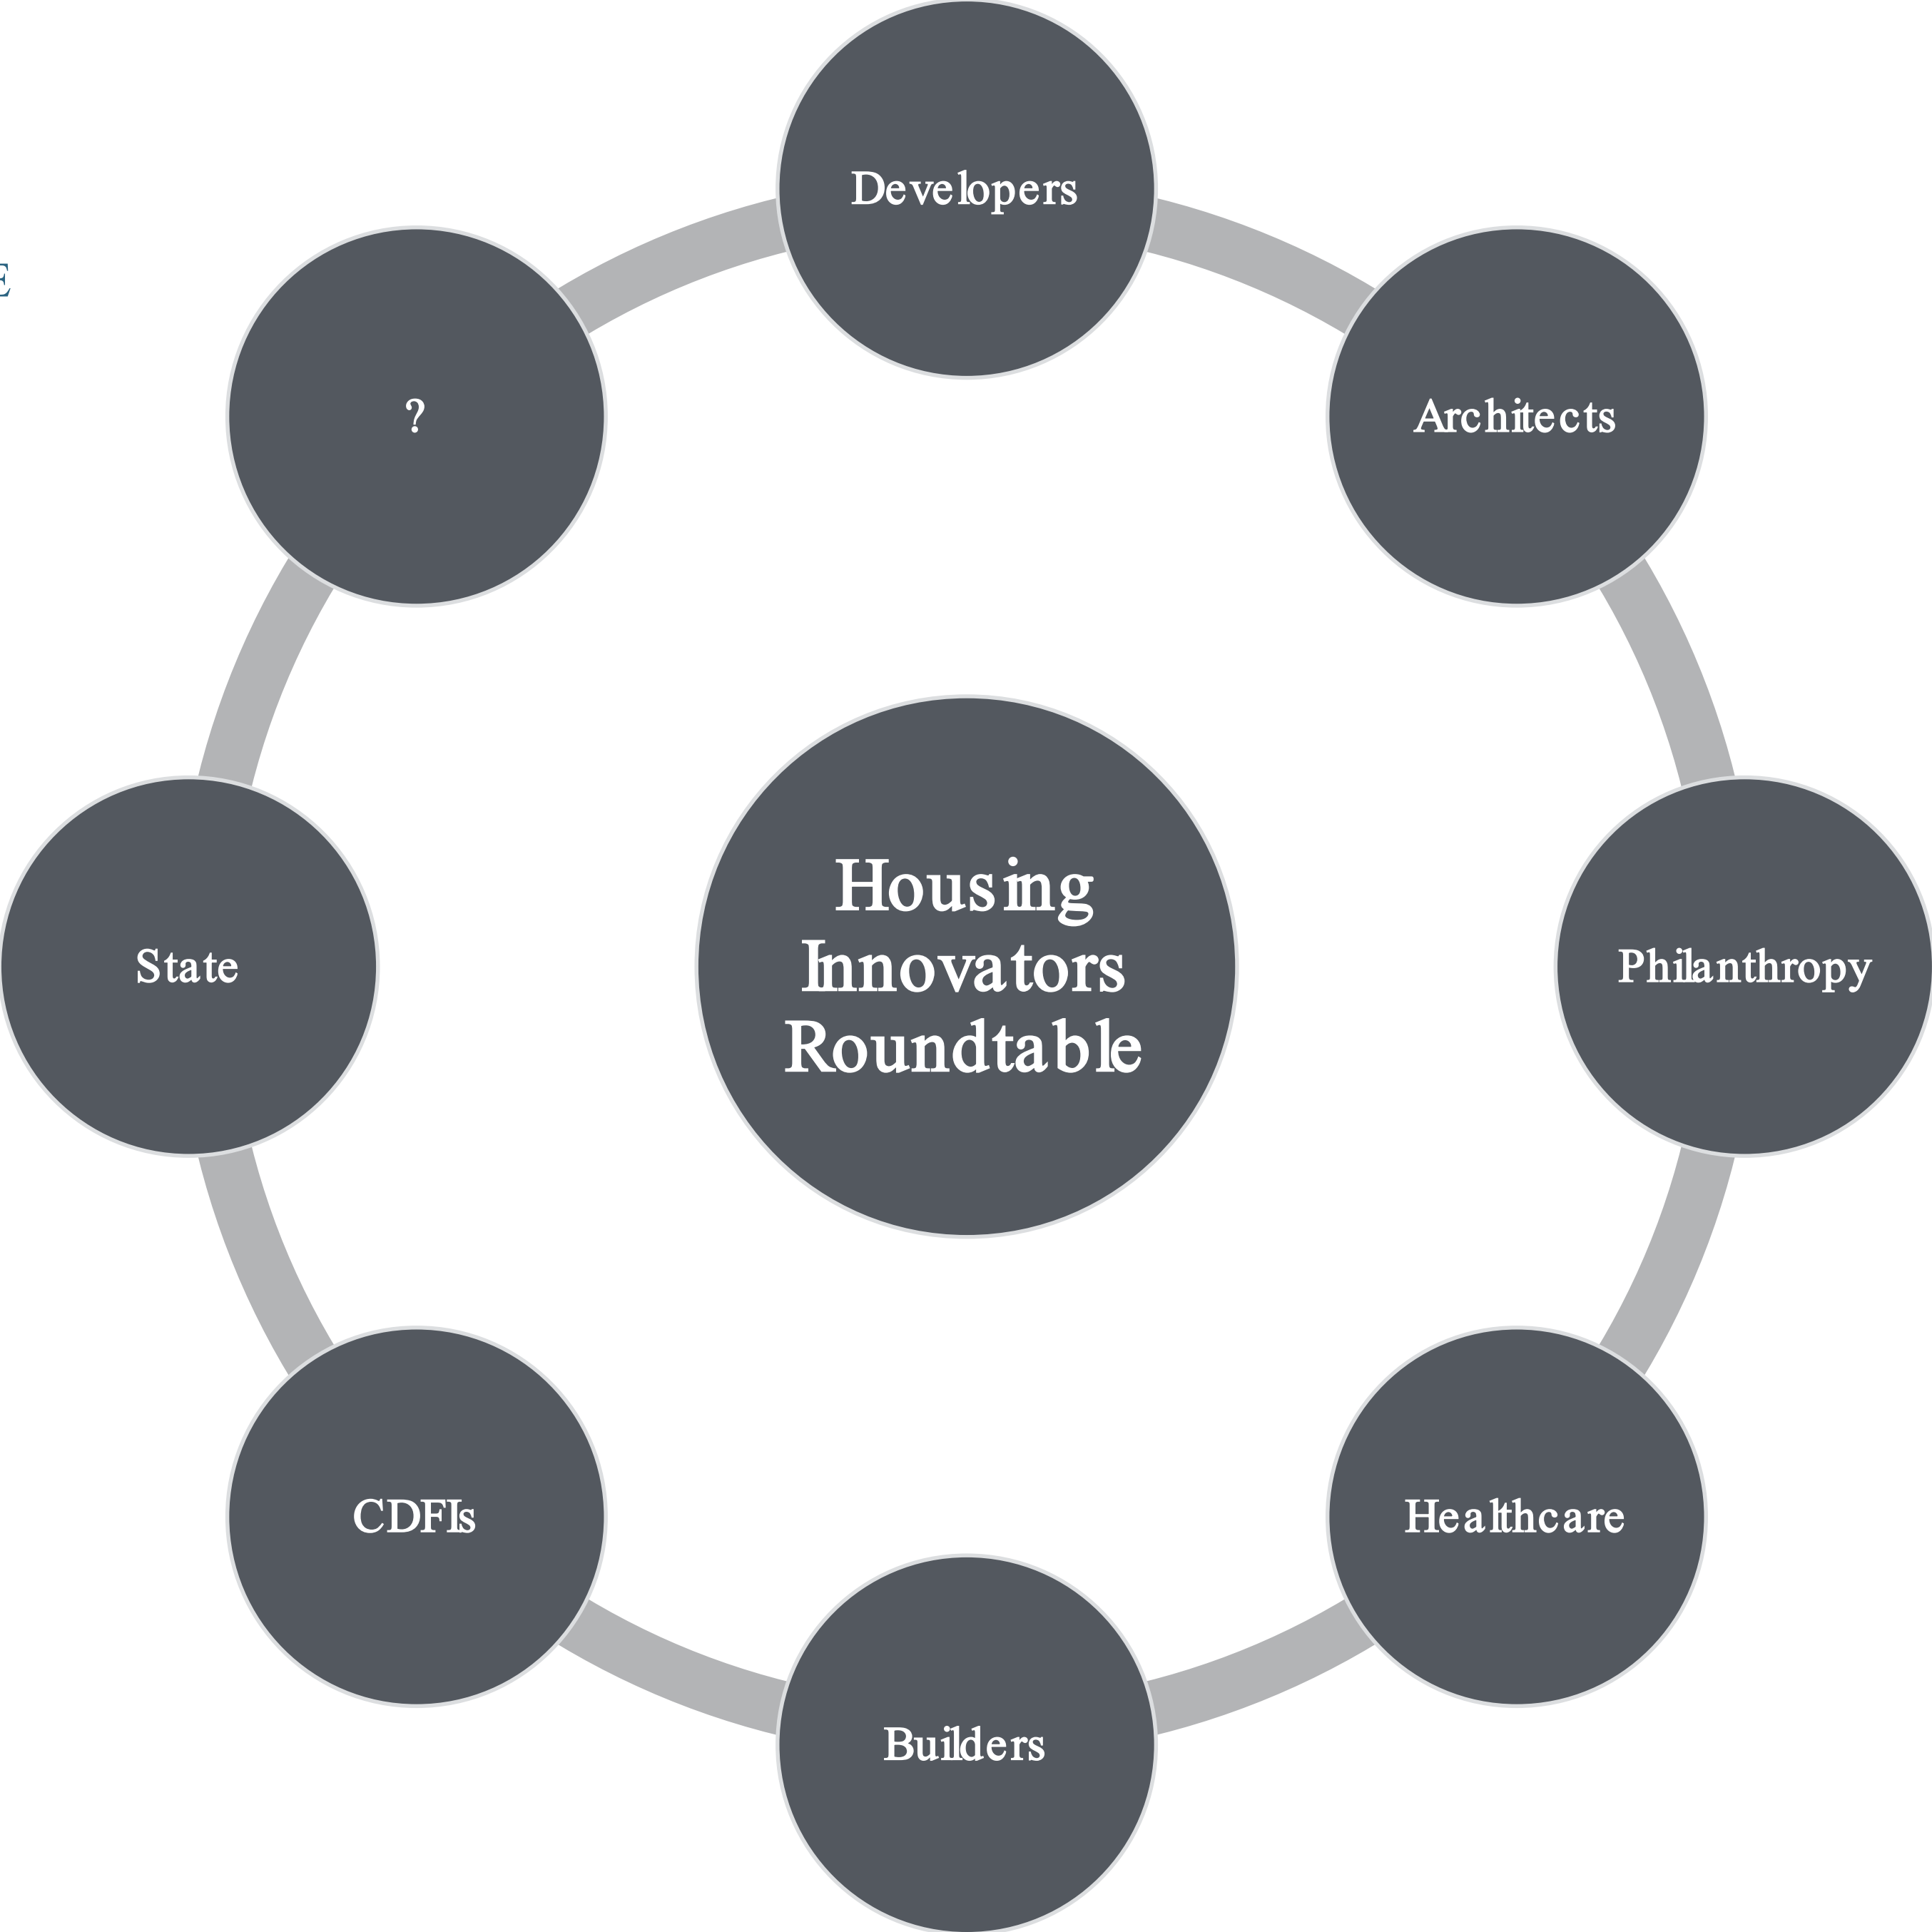 Developers
Architects
Philanthropy
Healthcare
Builders
CDFIs
State
?
Housing
Innovators
Roundtable